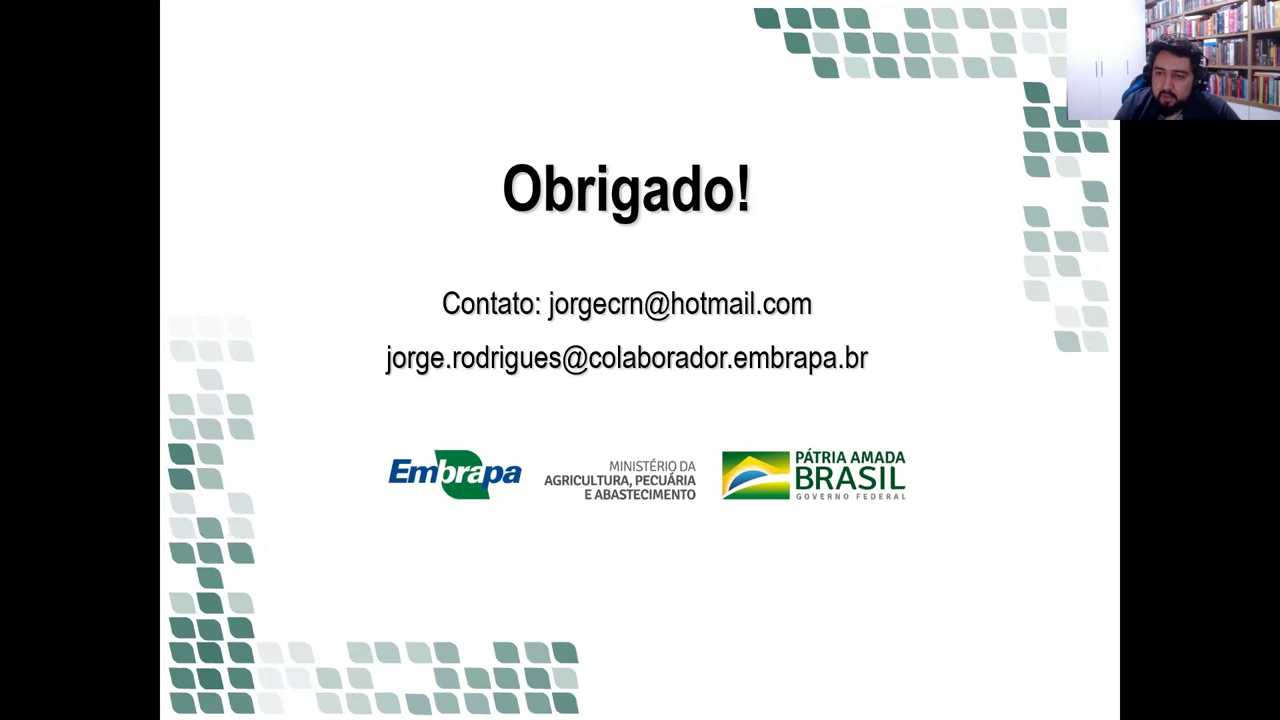 Obrigado!
Contato: jorgecrn@hotmail.com
jorge.rodrigues@colaborador.embrapa.br
Embrapa
MINISTÉRIO DA
AGRICULTURA, PECUÁRIA
E ABASTECIMENTO
PÁTRIA AMADA
BRASIL
GOVERNO FEDERAL